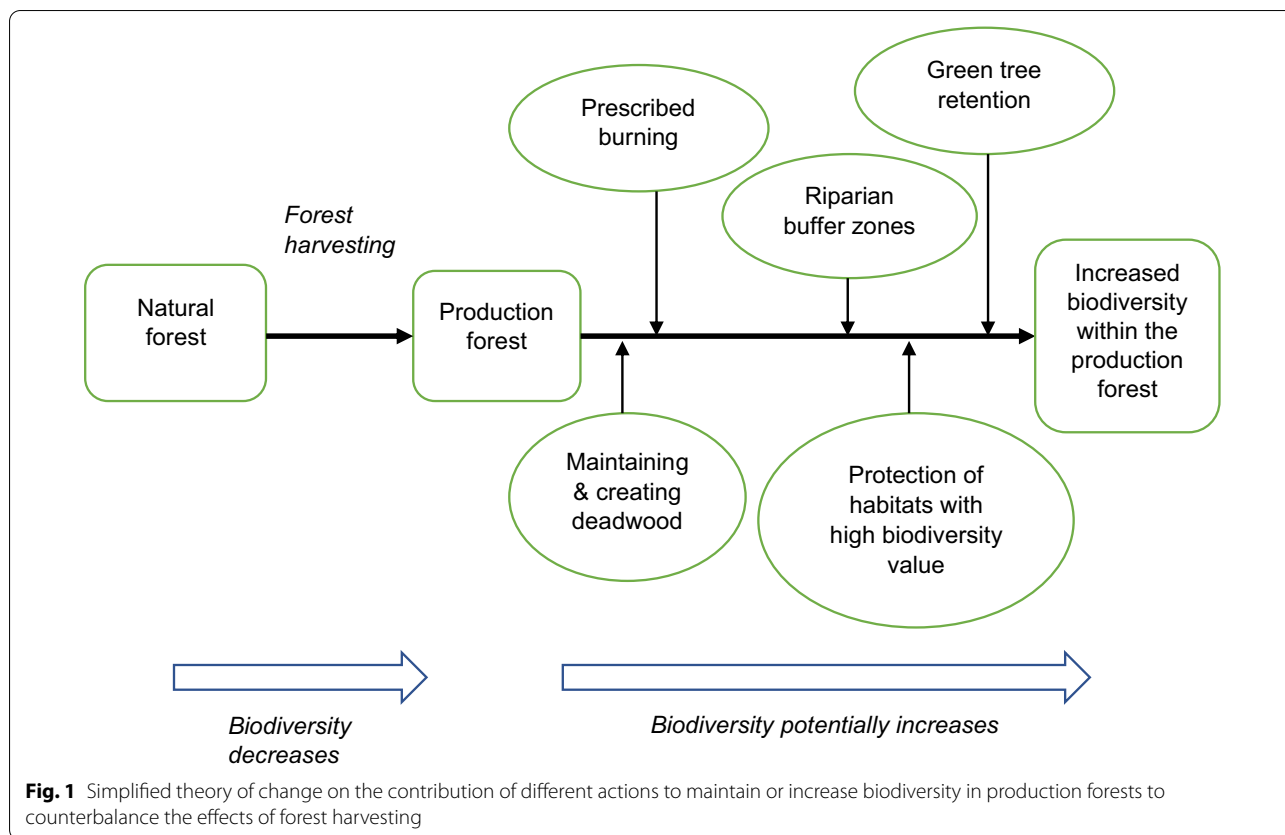 Prescribed
burning
Green tree
retention
Riparian
buffer zones
Forest
harvesting
Natural
forest
Production
forest
Increased
biodiversity
within the
production
forest
Maintaining
& creating
deadwood
Protection of
habitats with
high biodiversity
value
Biodiversity
decreases
Biodiversity potentially increases
Fig. 1 Simplified theory of change on the contribution of different actions to maintain or increase biodiversity in production forests to
counterbalance the effects of forest harvesting